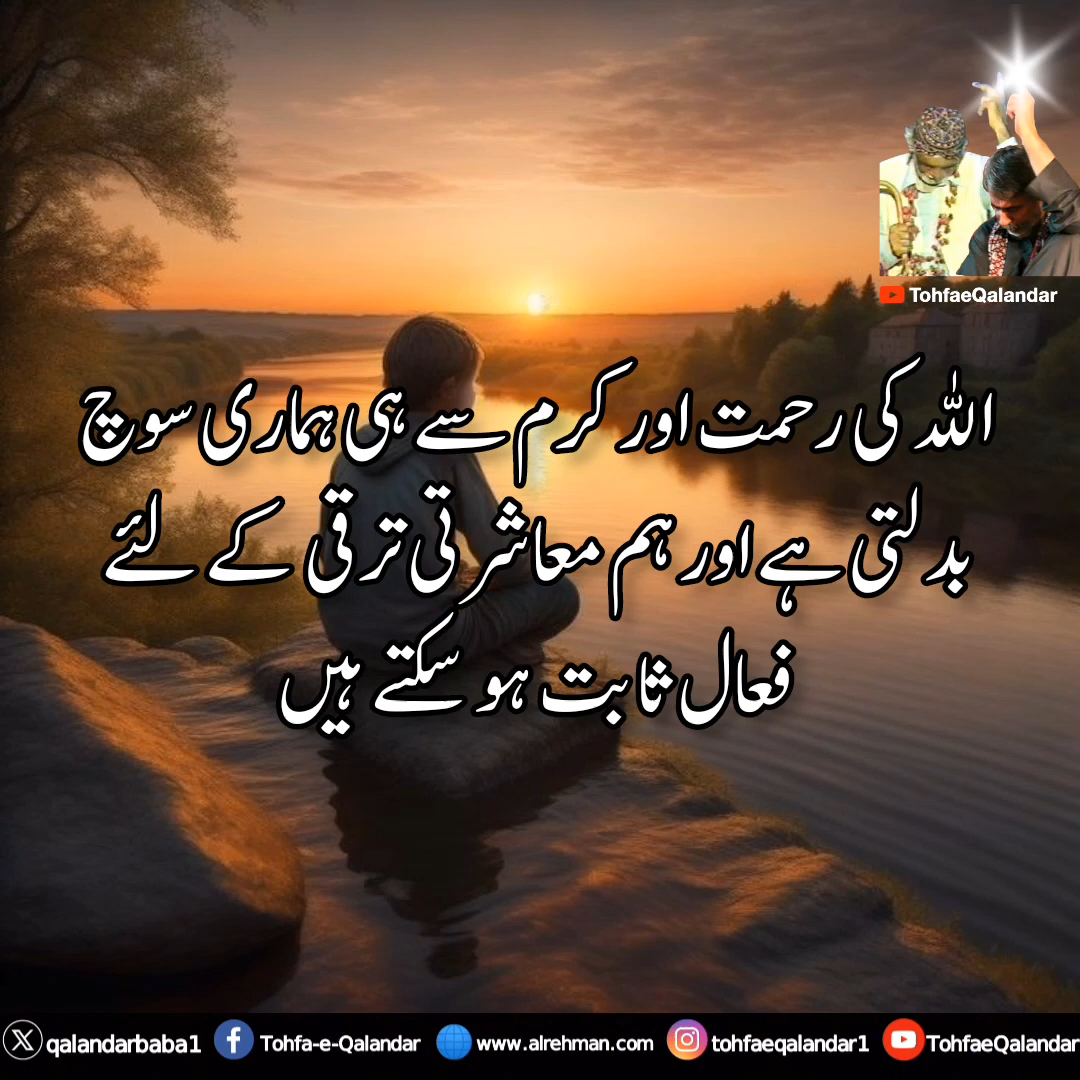 TohfaeQalandar
اللہ کی رحمت اور کرم سے ہی ہماری سوچ
بدلتی ہے اور ہم معاشرتی ترقی کے لئے
فعال ثابت ہو سکتے ہیں
qalandarbaba1 Tohfa-e-Qalandar www.alrehman.com tohfaeqalandar1 TohfaeQalandar